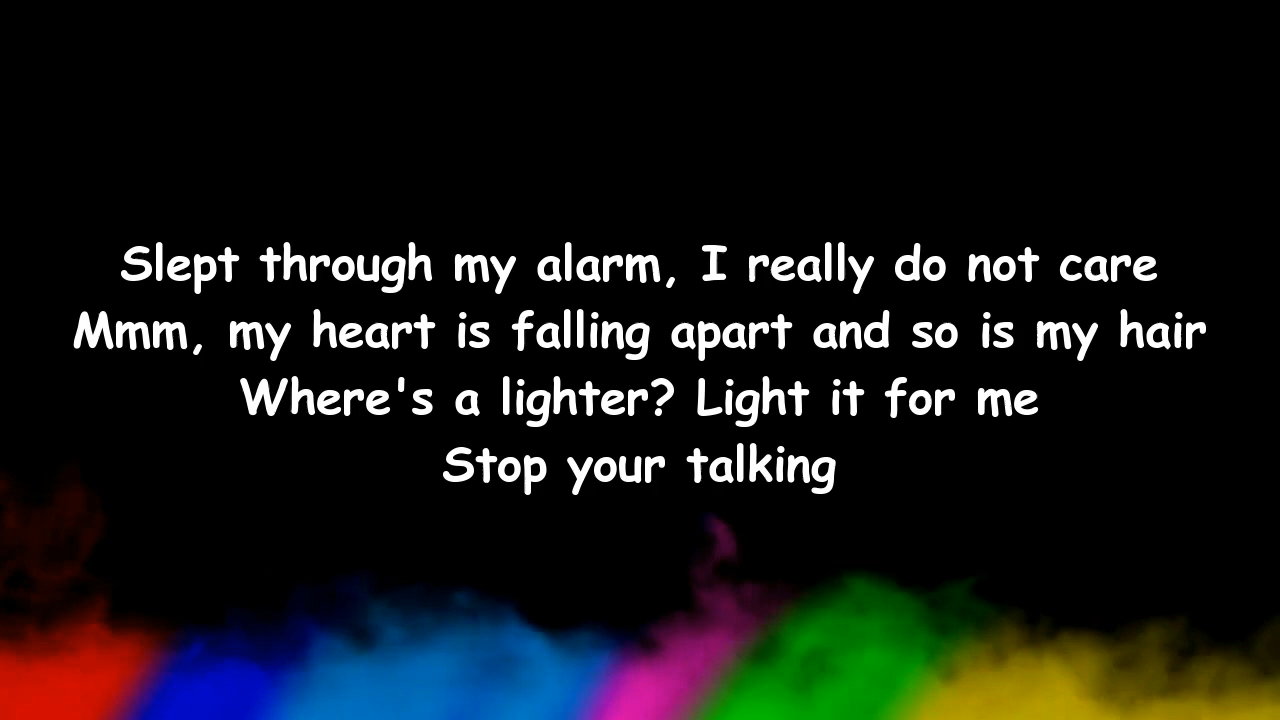 Slept through my alarm, I really do not care
Mmm, my heart is falling apart and so is my hair
Where's a lighter? Light it for me
Stop your talking